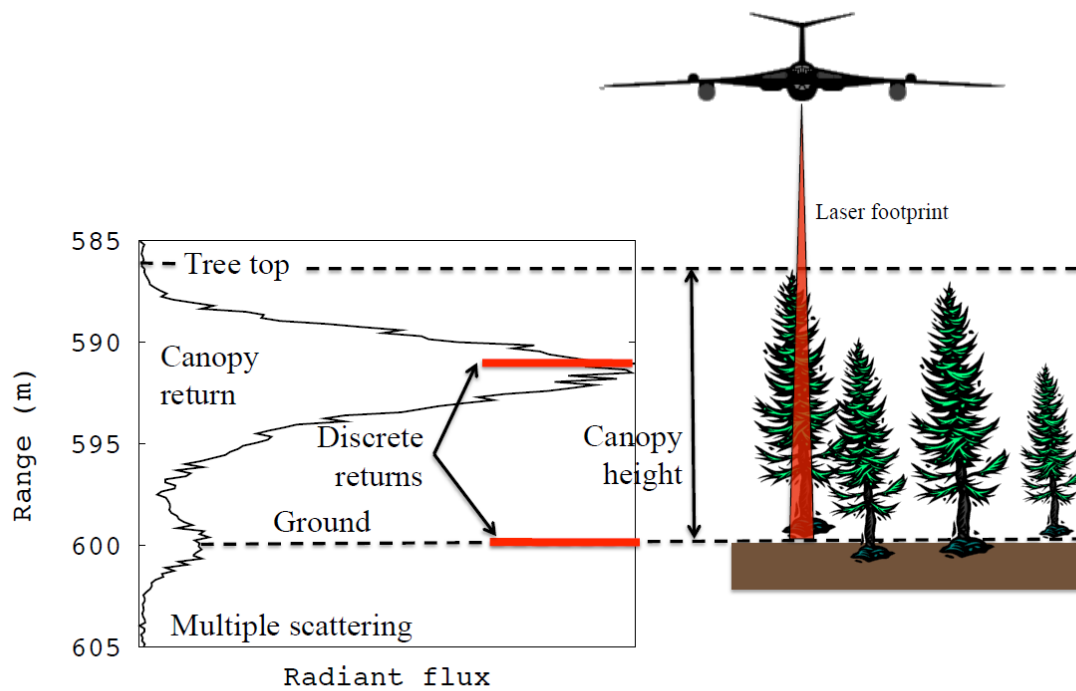 Laser footprint
585
Tree top
590
Canopy
return
Discrete
returns
Canopy
height
595
Ground
600
Multiple scattering
605
Range (m)
Radiant flux